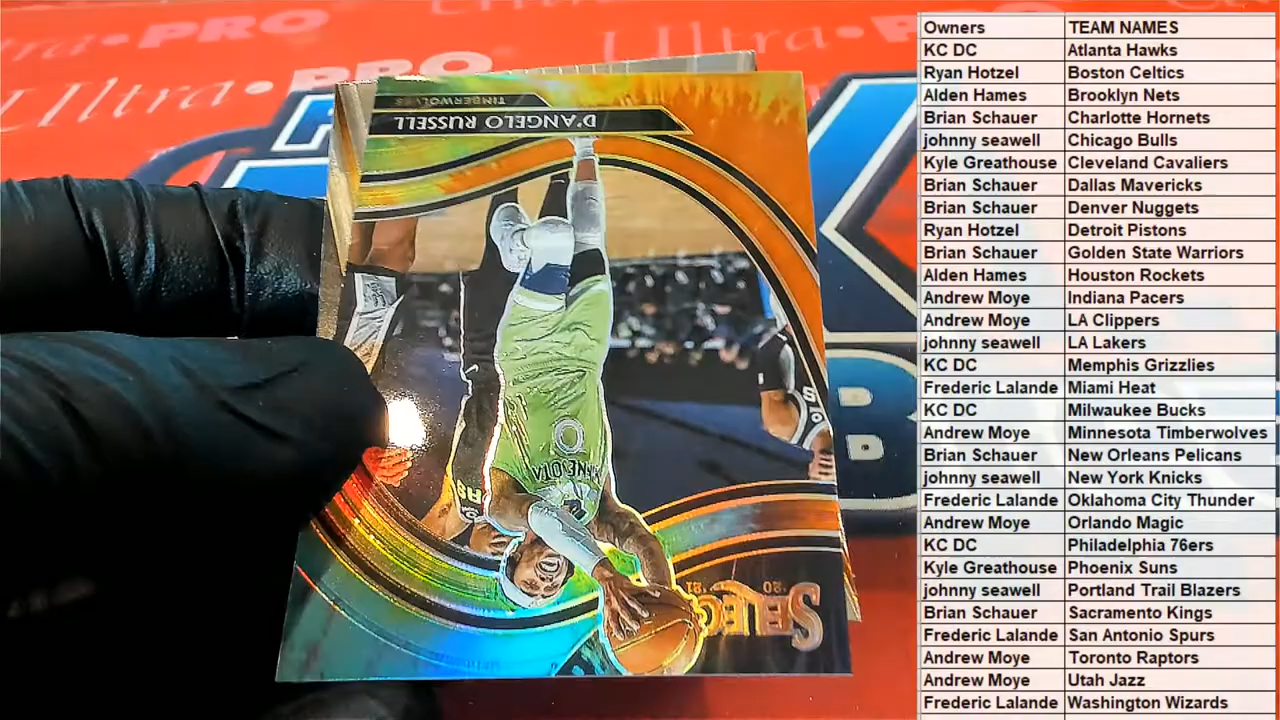 Ultra•PRO
Ultra•PRO
Ultra•PRO
TIMBERWOLVES
D'ANGELO RUSSELL
0
NNESOTA
SELECT
'20 '21
B
Owners TEAM NAMES
KC DC Atlanta Hawks
Ryan Hotzel Boston Celtics
Alden Hames Brooklyn Nets
Brian Schauer Charlotte Hornets
johnny seawell Chicago Bulls
Kyle Greathouse Cleveland Cavaliers
Brian Schauer Dallas Mavericks
Brian Schauer Denver Nuggets
Ryan Hotzel Detroit Pistons
Brian Schauer Golden State Warriors
Alden Hames Houston Rockets
Andrew Moye Indiana Pacers
Andrew Moye LA Clippers
johnny seawell LA Lakers
KC DC Memphis Grizzlies
Frederic Lalande Miami Heat
KC DC Milwaukee Bucks
Andrew Moye Minnesota Timberwolves
Brian Schauer New Orleans Pelicans
johnny seawell New York Knicks
Frederic Lalande Oklahoma City Thunder
Andrew Moye Orlando Magic
KC DC Philadelphia 76ers
Kyle Greathouse Phoenix Suns
johnny seawell Portland Trail Blazers
Brian Schauer Sacramento Kings
Frederic Lalande San Antonio Spurs
Andrew Moye Toronto Raptors
Andrew Moye Utah Jazz
Frederic Lalande Washington Wizards